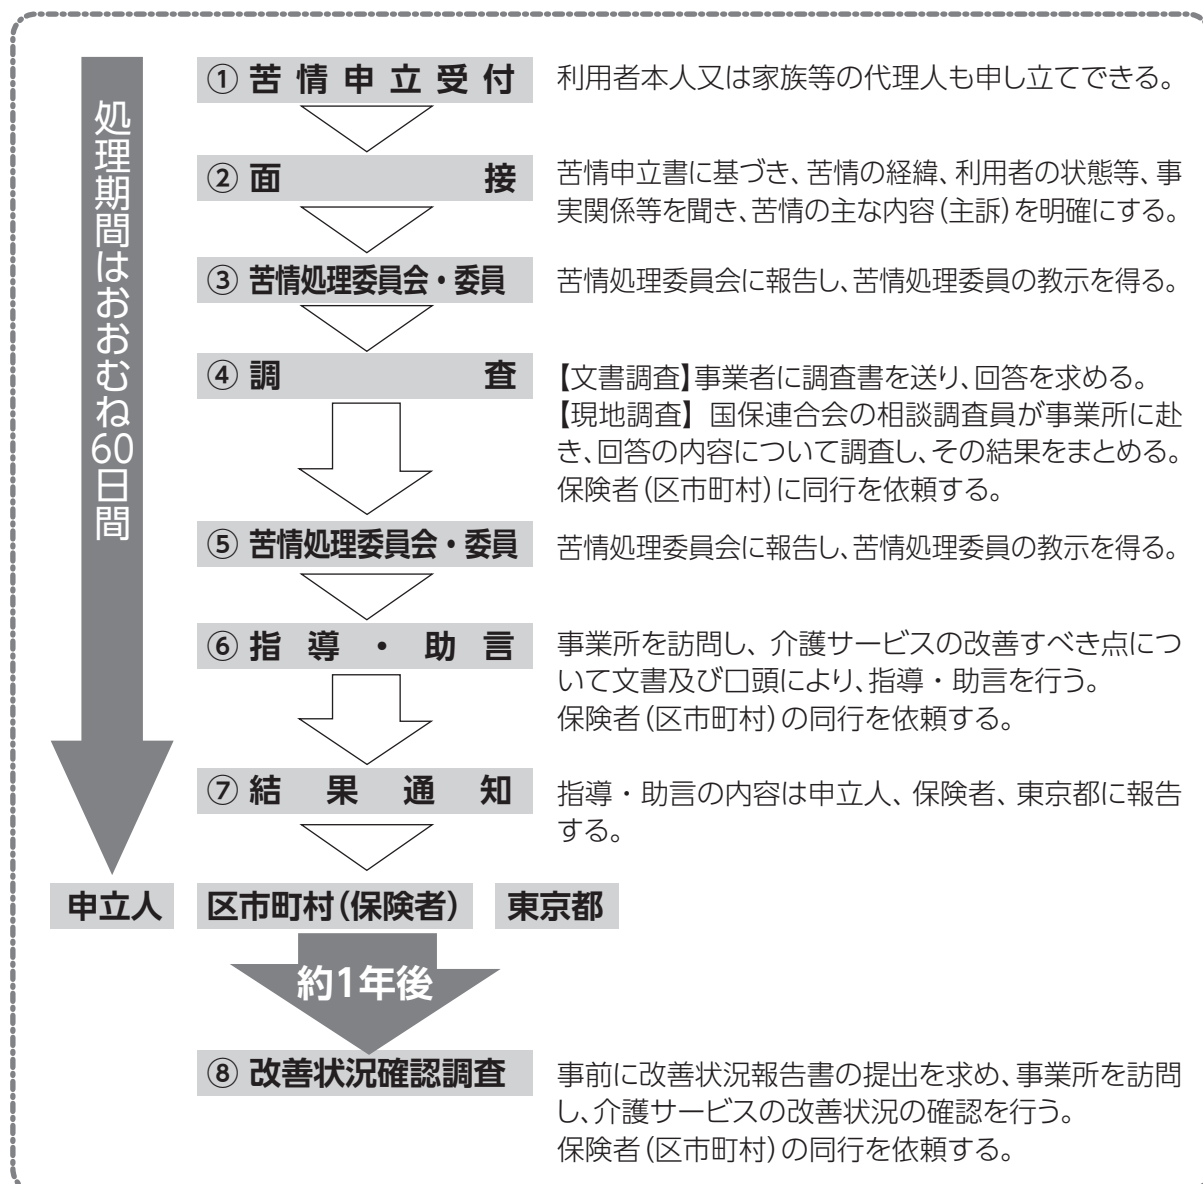 処理期間はおおむね60日間
① 苦情申立受付
利用者本人又は家族等の代理人も申し立てできる。
② 面接
苦情申立書に基づき、苦情の経緯、利用者の状態等、事
実関係等を聞き、苦情の主な内容(主訴)を明確にする。
③ 苦情処理委員会・委員
苦情処理委員会に報告し、苦情処理委員の教示を得る。
④ 調査
【文書調査】事業者に調査書を送り、回答を求める。
【現地調査】 国保連合会の相談調査員が事業所に赴
き、回答の内容について調査し、その結果をまとめる。
保険者(区市町村)に同行を依頼する。
⑤ 苦情処理委員会・委員
苦情処理委員会に報告し、苦情処理委員の教示を得る。
⑥ 指導・助言
事業所を訪問し、介護サービスの改善すべき点につ
いて文書及び口頭により、指導・助言を行う。
保険者(区市町村)の同行を依頼する。
⑦ 結果通知
指導・助言の内容は申立人、保険者、東京都に報告
する。
申立人 区市町村(保険者) 東京都
約1年後
⑧ 改善状況確認調査
事前に改善状況報告書の提出を求め、事業所を訪問
し、介護サービスの改善状況の確認を行う。
保険者(区市町村)の同行を依頼する。